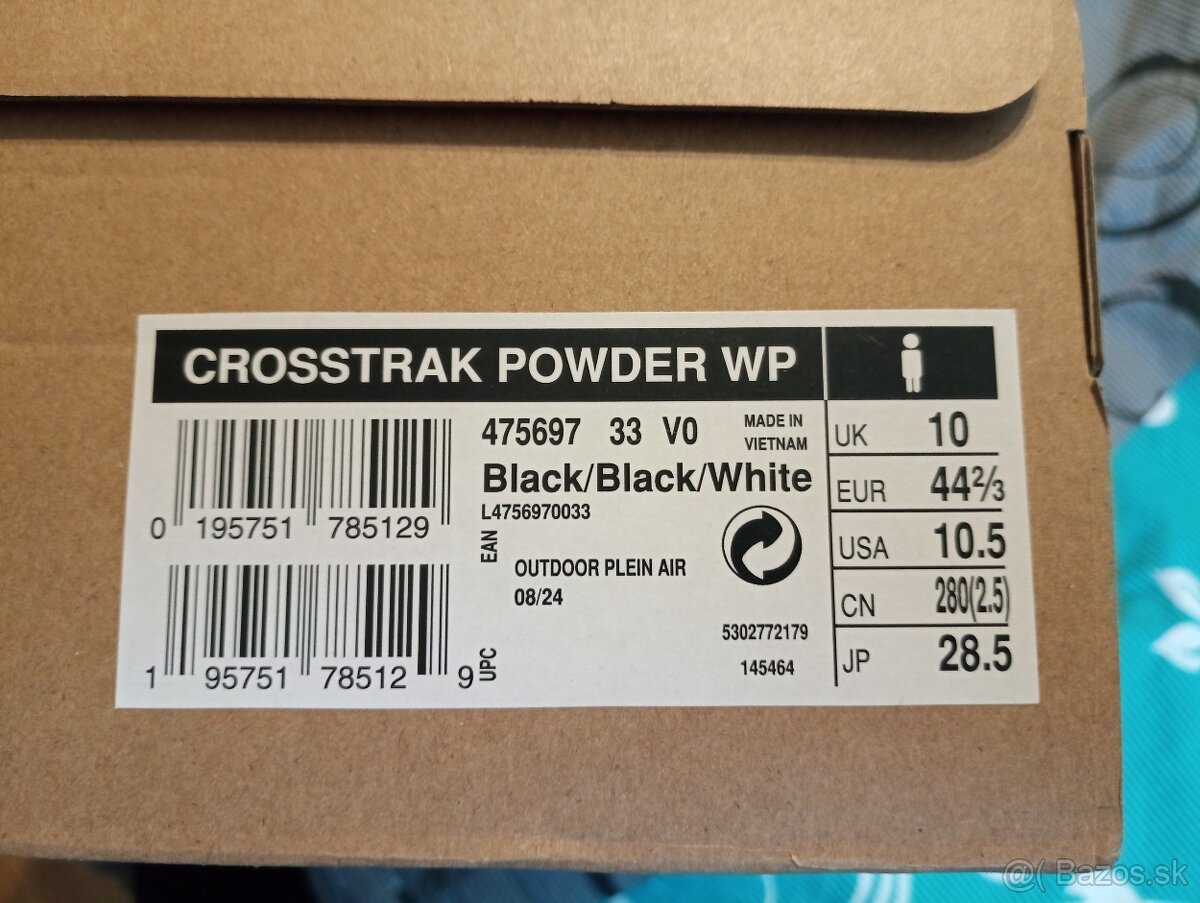 CROSSTRAK POWDER WP
0 195751 785129
1 95751 78512 9
EAN
UPC
475697 33 V0
MADE IN
VIETNAM
Black/Black/White
L4756970033
OUTDOOR PLEIN AIR
08/24
5302772179
145464
UK 10
EUR 44⅔
USA 10.5
CN 280(2.5)
JP 28.5
@( Bazos.sk